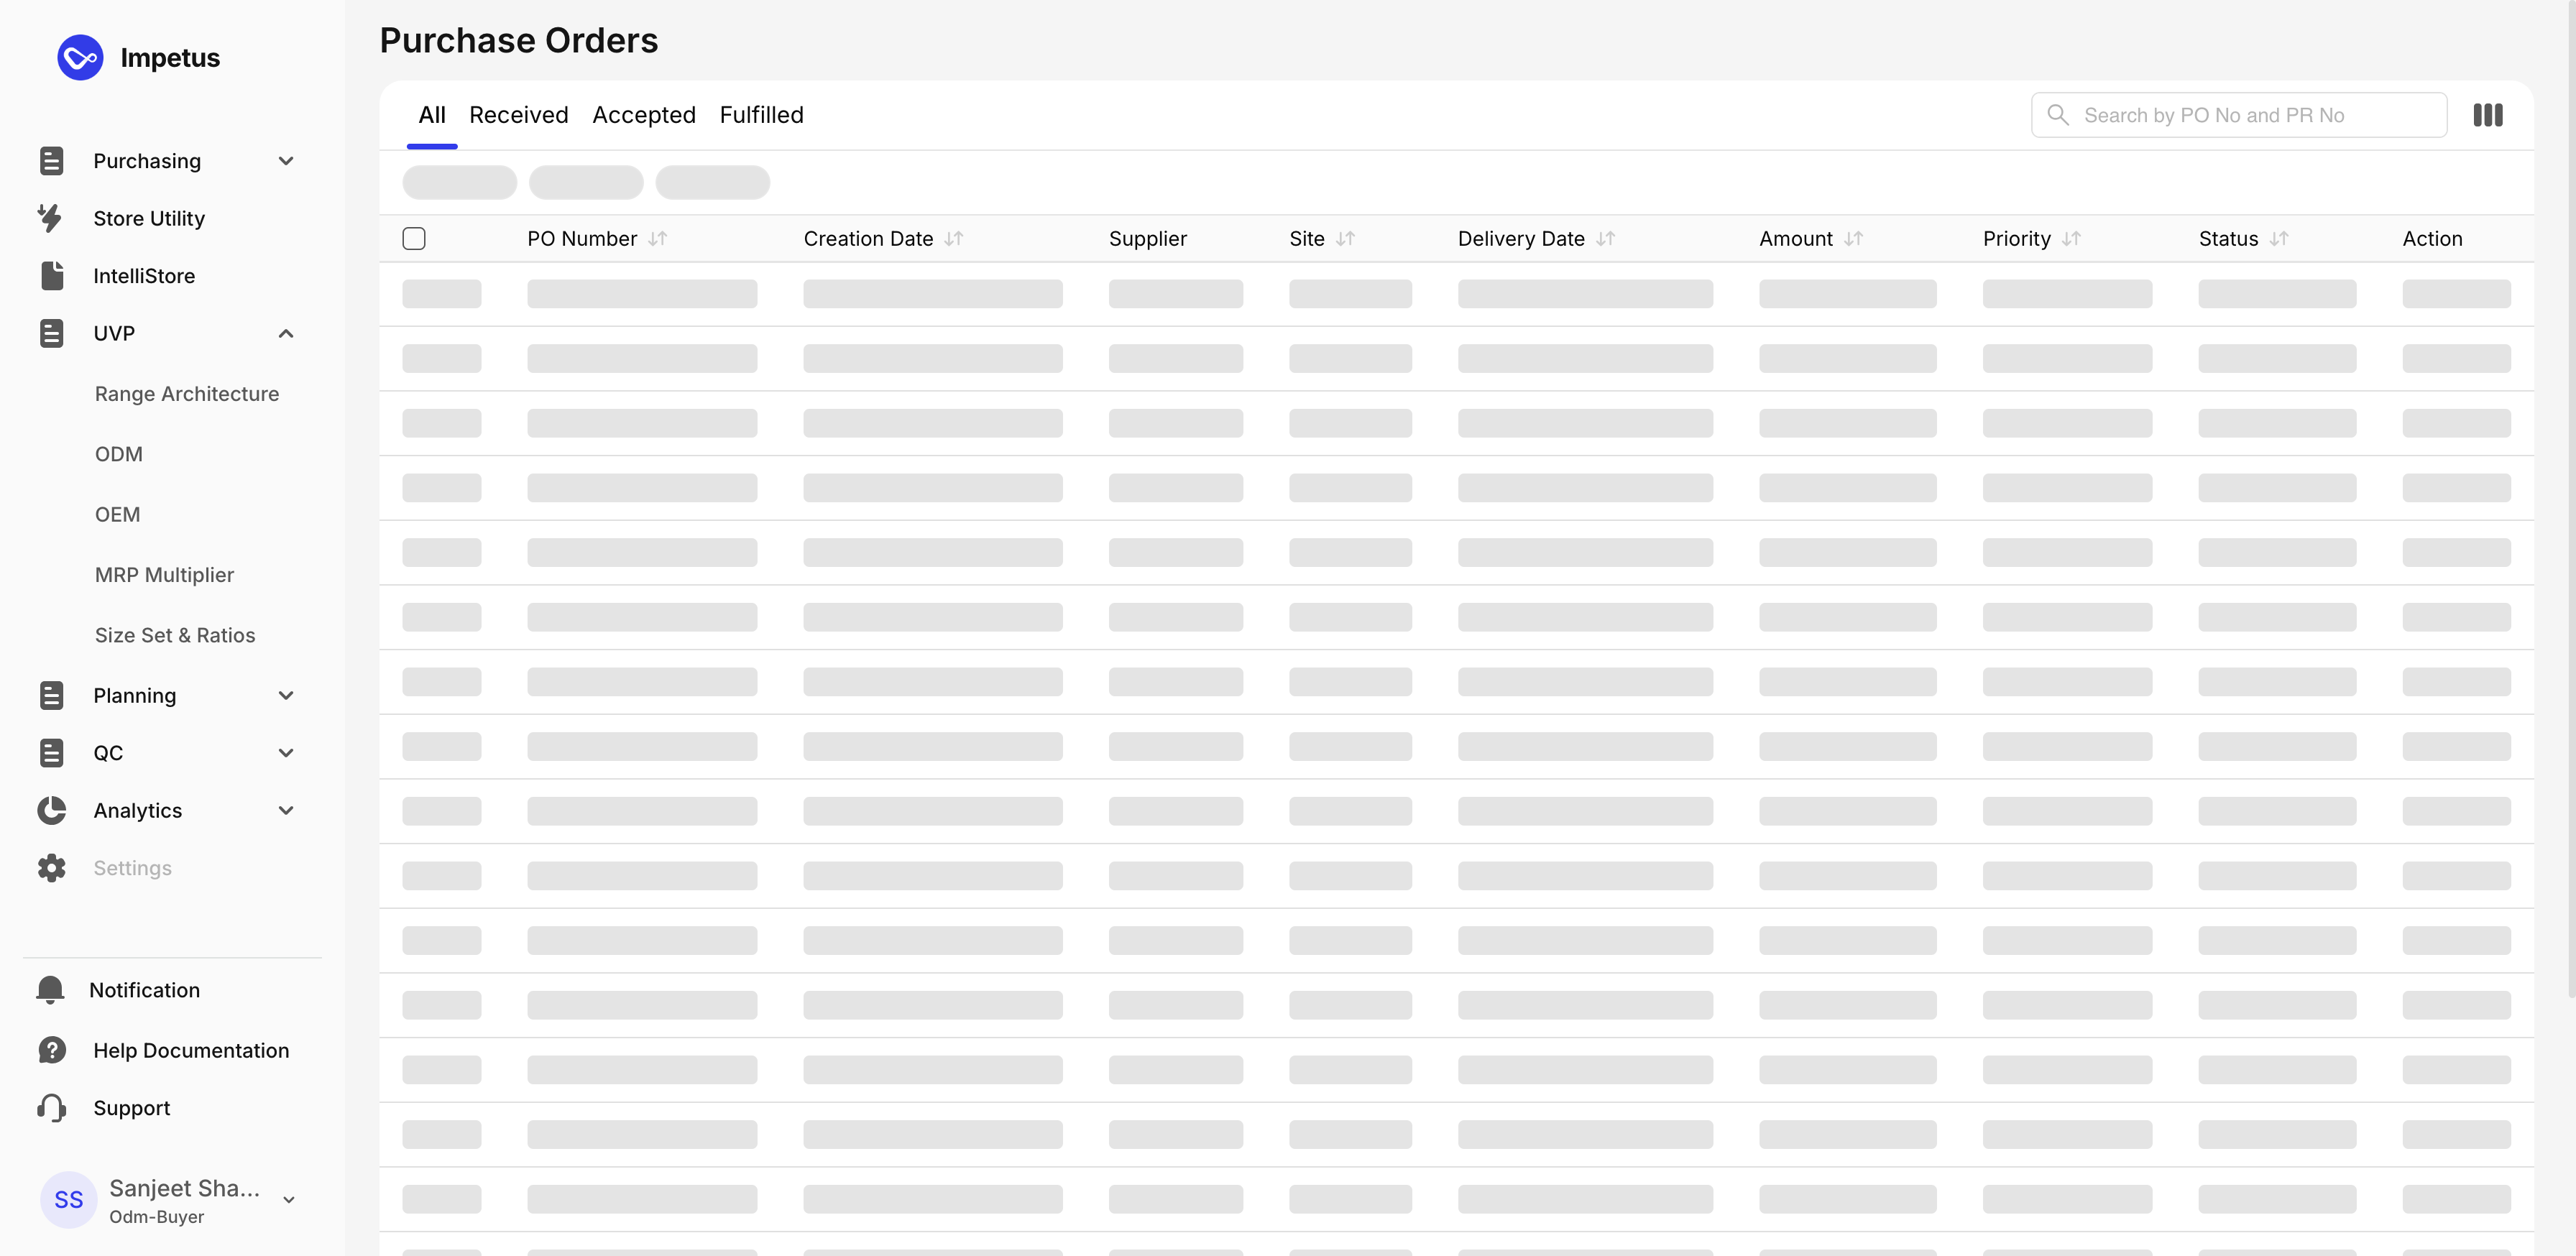 Impetus
Purchasing
Store Utility
IntelliStore
UVP
Range Architecture
ODM
OEM
MRP Multiplier
Size Set & Ratios
Planning
QC
Analytics
Settings
Notification
Help Documentation
Support
SS
Sanjeet Sha...
Odm-Buyer
Purchase Orders
All Received Accepted Fulfilled
Search by PO No and PR No
PO Number Creation Date Supplier Site Delivery Date Amount Priority Status Action